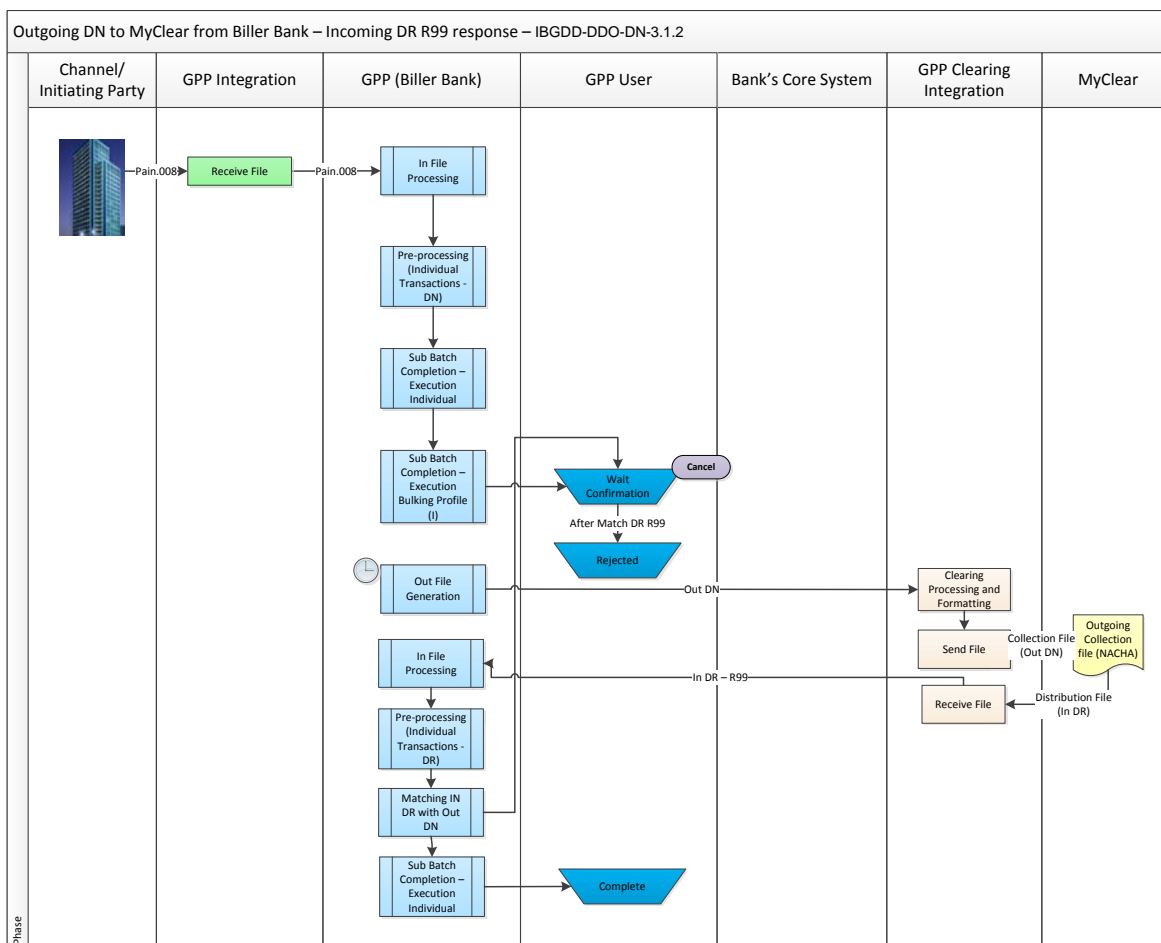 Outgoing DN to MyClear from Biller Bank – Incoming DR R99 response – IBGDD-DDO-DN-3.1.2
Channel/
Initiating Party
GPP Integration
GPP (Biller Bank)
GPP User
Bank's Core System
GPP Clearing
Integration
MyClear
Pain.008
Receive File
Pain.008
In File
Processing
Pre-processing
(Individual
Transactions -
DN)
Sub Batch
Completion –
Execution
Individual
Sub Batch
Completion –
Execution
Bulking Profile
(I)
Wait
Confirmation
Cancel
After Match DR R99
Rejected
Out File
Generation
Out DN
Clearing
Processing and
Formatting
Send File
Collection File
(Out DN)
Outgoing
Collection
file (NACHA)
In File
Processing
In DR – R99
Receive File
Distribution File
(In DR)
Pre-processing
(Individual
Transactions -
DR)
Matching IN
DR with Out
DN
Sub Batch
Completion –
Execution
Individual
Complete
Phase